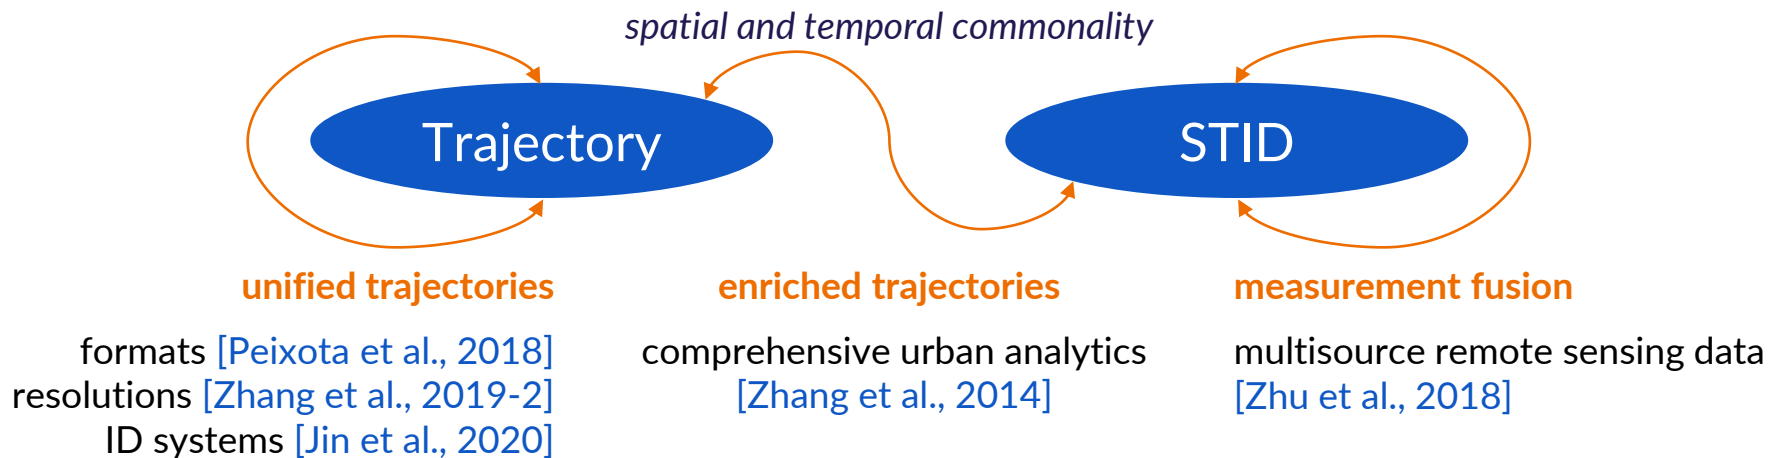 spatial and temporal commonality
Trajectory
STID
unified trajectories
formats [Peixota et al., 2018]
resolutions [Zhang et al., 2019-2]
ID systems [Jin et al., 2020]
enriched trajectories
comprehensive urban analytics
[Zhang et al., 2014]
measurement fusion
multisource remote sensing data
[Zhu et al., 2018]